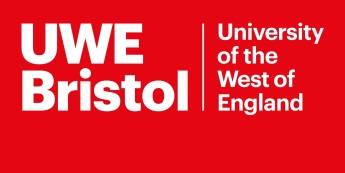 UWE
Bristol
University
of the
West of
England